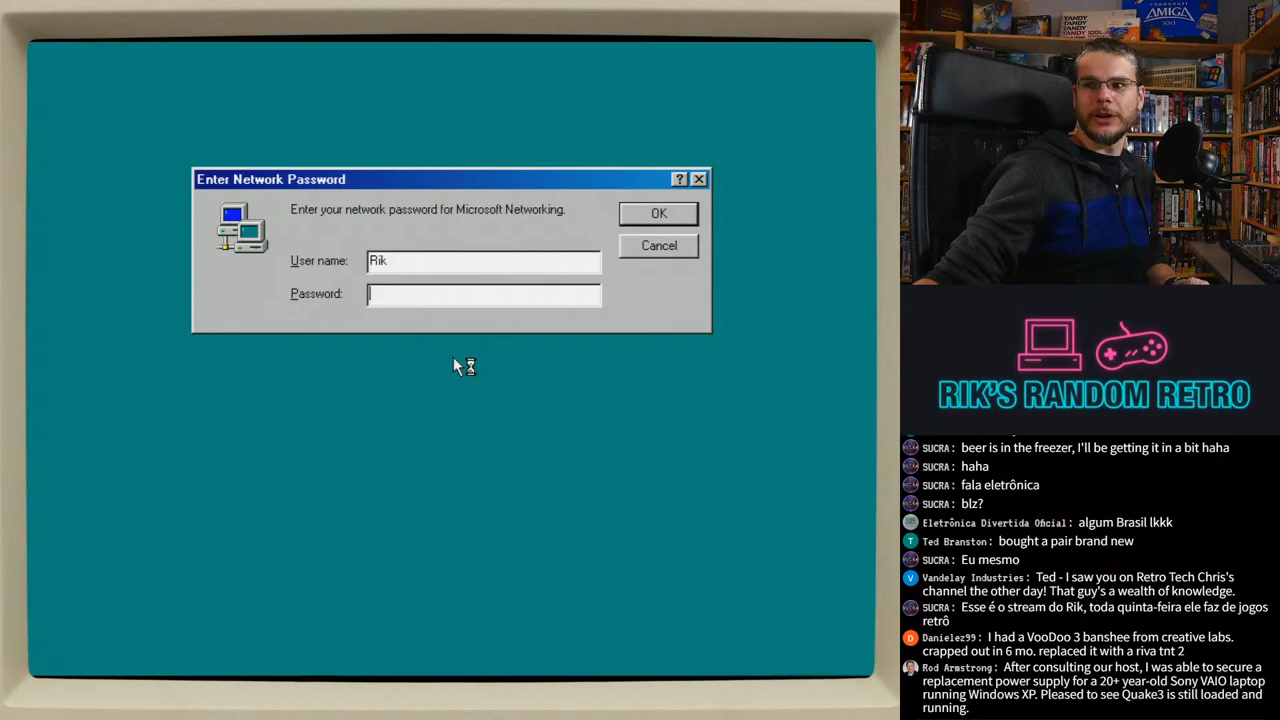 TANDY
TANDY
COMMODORE
AMIGA
500
Enter Network Password
Enter your network password for Microsoft Networking.
OK
Cancel
User name:
Rik
Password:
RIK'S RANDOM RETRO
SUCRA: beer is in the freezer, I'll be getting it in a bit haha
SUCRA: haha
SUCRA: fala eletrônica
SUCRA: blz?
Eletrônica Divertida Oficial: algum Brasil lkkk
T Ted Branston: bought a pair brand new
SUCRA: Eu mesmo
V Vandelay Industries: Ted - I saw you on Retro Tech Chris's
channel the other day! That guy's a wealth of knowledge.
SUCRA: Esse é o stream do Rik, toda quinta-feira ele faz de jogos
retrô
D Danielez99: I had a VooDoo 3 banshee from creative labs.
crapped out in 6 mo. replaced it with a riva tnt 2
Rod Armstrong: After consulting our host, I was able to secure a
replacement power supply for a 20+ year-old Sony VAIO laptop
running Windows XP. Pleased to see Quake3 is still loaded and
running.